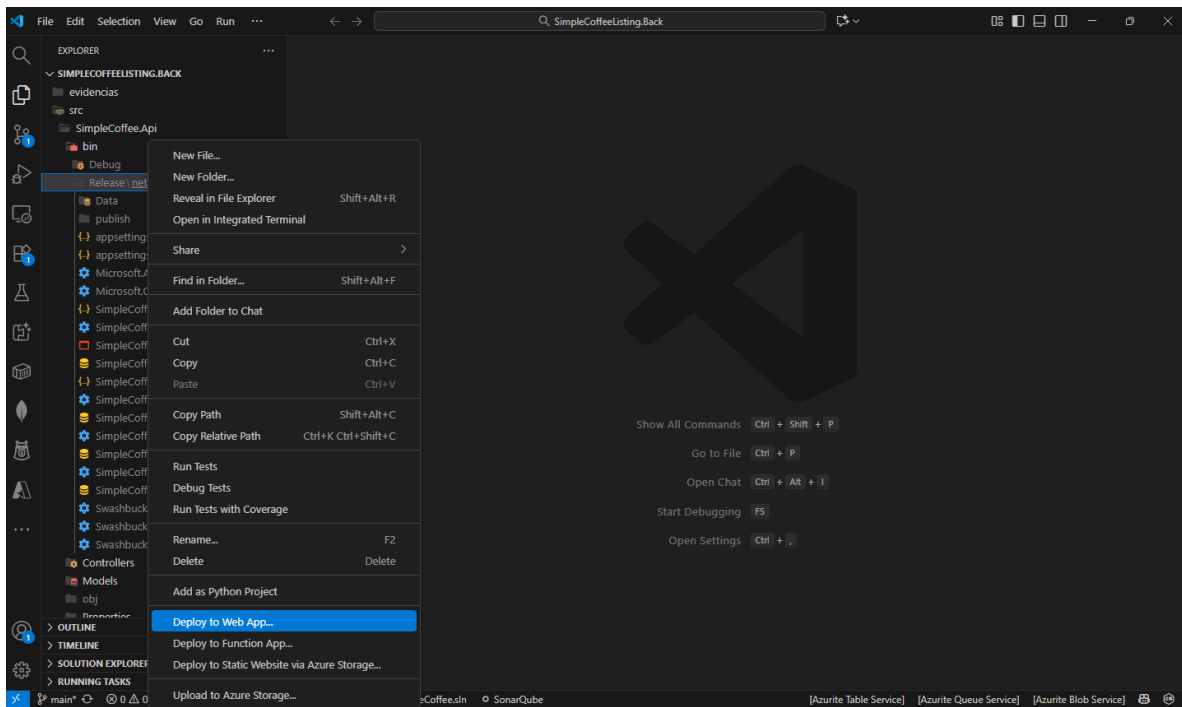 File Edit Selection View Go Run ···
SimpleCoffeeListing.Back
EXPLORER ···
SIMPLECOFFEELISTING.BACK
evidencias
src
SimpleCoffee.Api
bin
Debug
Release \ net
Data
publish
appsetting
appsetting
Microsoft.A
Microsoft.C
SimpleCoff
SimpleCoff
SimpleCoff
SimpleCoff
SimpleCoff
SimpleCoff
SimpleCoff
SimpleCoff
SimpleCoff
SimpleCoff
SimpleCoff
Swashbuck
Swashbuck
Swashbuck
Controllers
Models
obj
Properties
OUTLINE
TIMELINE
SOLUTION EXPLORER
RUNNING TASKS
New File...
New Folder...
Reveal in File Explorer Shift+Alt+R
Open in Integrated Terminal
Share
Find in Folder... Shift+Alt+F
Add Folder to Chat
Cut Ctrl+X
Copy Ctrl+C
Paste Ctrl+V
Copy Path Shift+Alt+C
Copy Relative Path Ctrl+K Ctrl+Shift+C
Run Tests
Debug Tests
Run Tests with Coverage
Rename... F2
Delete Delete
Add as Python Project
Deploy to Web App...
Deploy to Function App...
Deploy to Static Website via Azure Storage...
Upload to Azure Storage...
Show All Commands Ctrl + Shift + P
Go to File Ctrl + P
Open Chat Ctrl + Alt + I
Start Debugging F5
Open Settings Ctrl + ,
1
1
1
main* 0 0 eCoffee.sln SonarQube [Azurite Table Service] [Azurite Queue Service] [Azurite Blob Service]